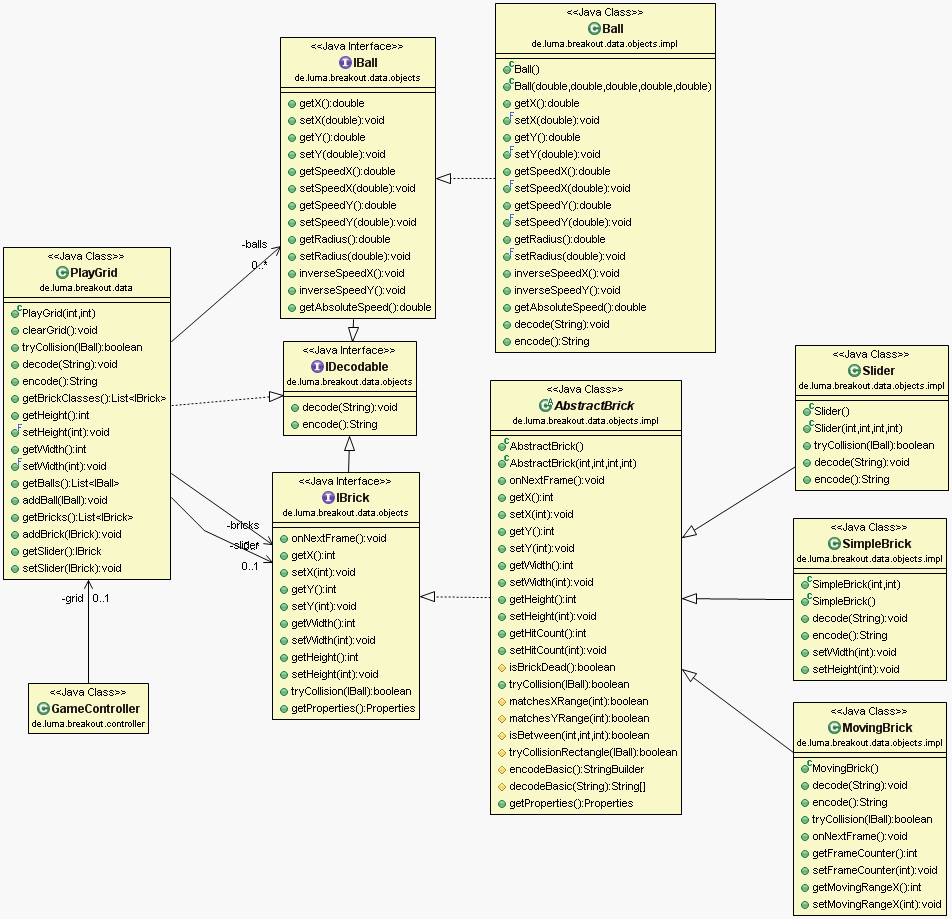 <<Java Interface>>
IBall
de.luma.breakout.data.objects
getX():double
setX(double):void
getY():double
setY(double):void
getSpeedX():double
setSpeedX(double):void
getSpeedY():double
setSpeedY(double):void
getRadius():double
setRadius(double):void
inverseSpeedX():void
inverseSpeedY():void
getAbsoluteSpeed():double
<<Java Class>>
Ball
de.luma.breakout.data.objects.impl
Ball()
Ball(double,double,double,double,double)
getX():double
setX(double):void
getY():double
setY(double):void
getSpeedX():double
setSpeedX(double):void
getSpeedY():double
setSpeedY(double):void
getRadius():double
setRadius(double):void
inverseSpeedX():void
inverseSpeedY():void
getAbsoluteSpeed():double
decode(String):void
encode():String
-balls
0..*
<<Java Class>>
PlayGrid
de.luma.breakout.data
PlayGrid(int,int)
clearGrid():void
tryCollision(IBall):boolean
decode(String):void
encode():String
getBrickClasses():List<IBrick>
getHeight():int
setHeight(int):void
getWidth():int
setWidth(int):void
getBalls():List<IBall>
addBall(IBall):void
getBricks():List<IBrick>
addBrick(IBrick):void
getSlider():IBrick
setSlider(IBrick):void
<<Java Interface>>
IDecodable
de.luma.breakout.data.objects
decode(String):void
encode():String
-bricks
0..*
-slider
0..1
<<Java Interface>>
IBrick
de.luma.breakout.data.objects
onNextFrame():void
getX():int
setX(int):void
getY():int
setY(int):void
getWidth():int
setWidth(int):void
getHeight():int
setHeight(int):void
tryCollision(IBall):boolean
getProperties():Properties
<<Java Class>>
AbstractBrick
de.luma.breakout.data.objects.impl
AbstractBrick()
AbstractBrick(int,int,int,int)
onNextFrame():void
getX():int
setX(int):void
getY():int
setY(int):void
getWidth():int
setWidth(int):void
getHeight():int
setHeight(int):void
getHitCount():int
setHitCount(int):void
isBrickDead():boolean
tryCollision(IBall):boolean
matchesXRange(int):boolean
matchesYRange(int):boolean
isBetween(int,int,int):boolean
tryCollisionRectangle(IBall):boolean
encodeBasic():StringBuilder
decodeBasic(String):String[]
getProperties():Properties
<<Java Class>>
Slider
de.luma.breakout.data.objects.impl
Slider()
Slider(int,int,int,int)
tryCollision(IBall):boolean
decode(String):void
encode():String
<<Java Class>>
SimpleBrick
de.luma.breakout.data.objects.impl
SimpleBrick(int,int)
SimpleBrick()
decode(String):void
encode():String
setWidth(int):void
setHeight(int):void
<<Java Class>>
MovingBrick
de.luma.breakout.data.objects.impl
MovingBrick()
decode(String):void
encode():String
tryCollision(IBall):boolean
onNextFrame():void
getFrameCounter():int
setFrameCounter(int):void
getMovingRangeX():int
setMovingRangeX(int):void
-grid
0..1
<<Java Class>>
GameController
de.luma.breakout.controller